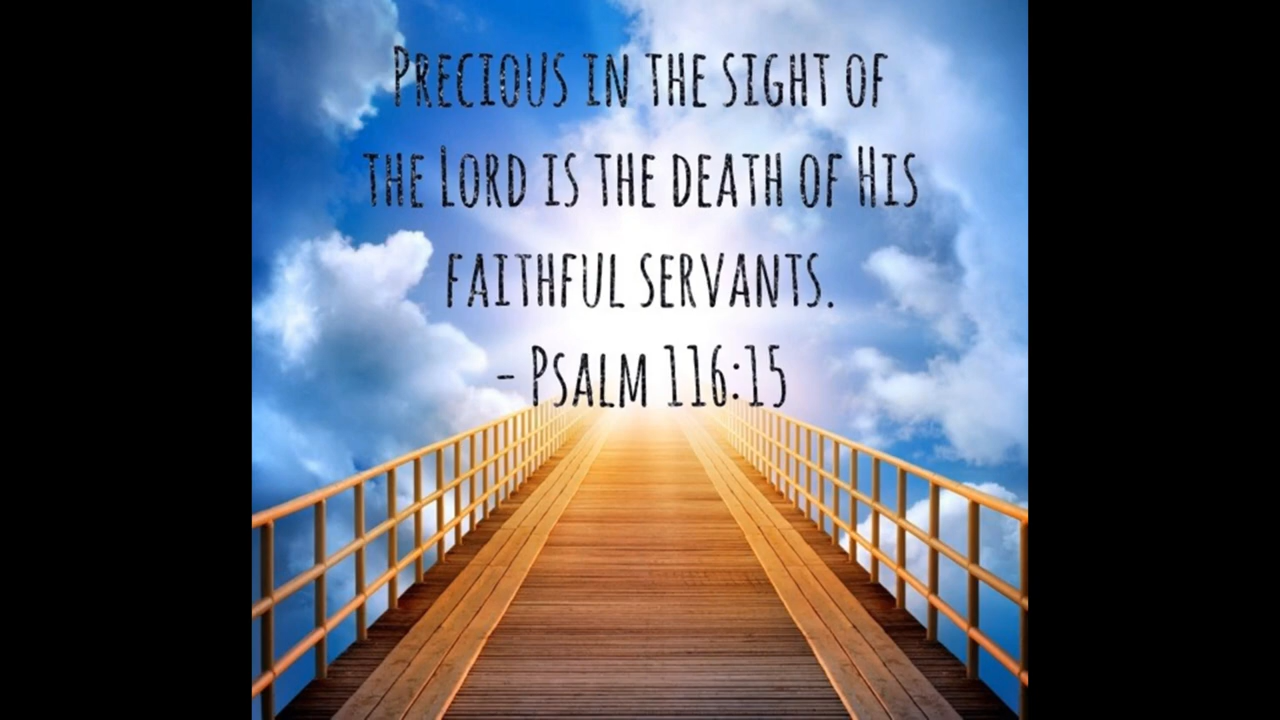 Precious in the sight of
the Lord is the death of His
faithful servants.
- Psalm 116:15